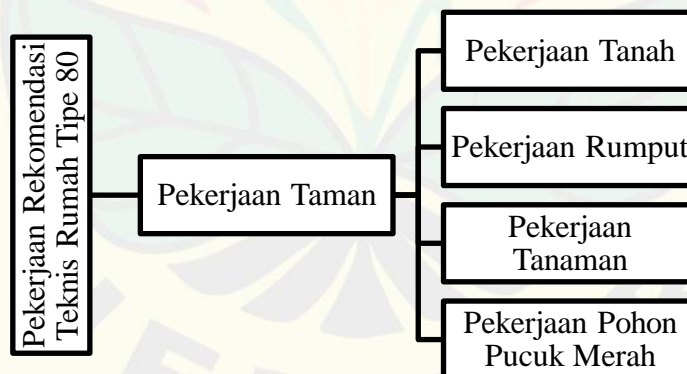 Pekerjaan Rekomendasi
Teknis Rumah Tipe 80
Pekerjaan Taman
Pekerjaan Tanah
Pekerjaan Rumput
Pekerjaan
Tanaman
Pekerjaan Pohon
Pucuk Merah